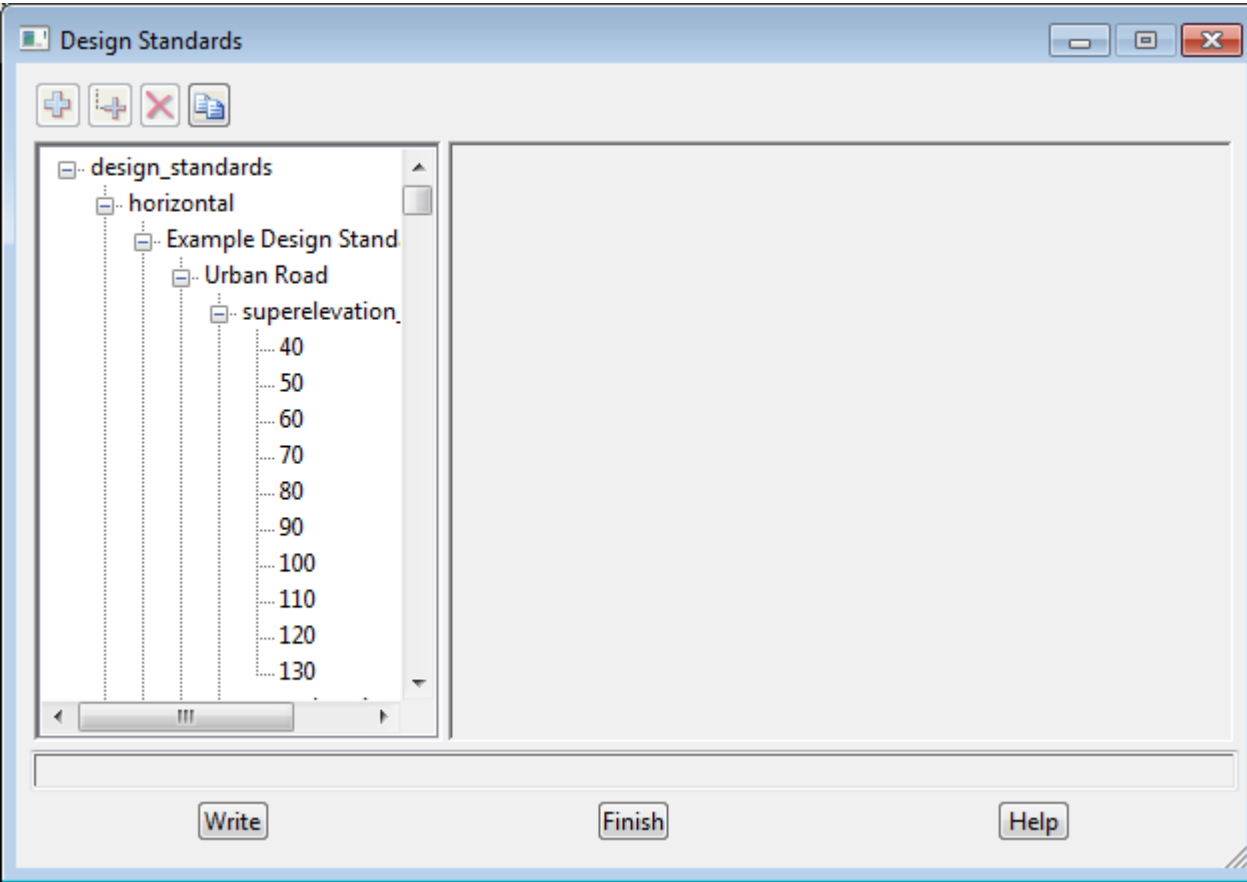 Design Standards
design_standards
horizontal
Example Design Stand
Urban Road
superelevation_
40
50
60
70
80
90
100
110
120
130
Write
Finish
Help